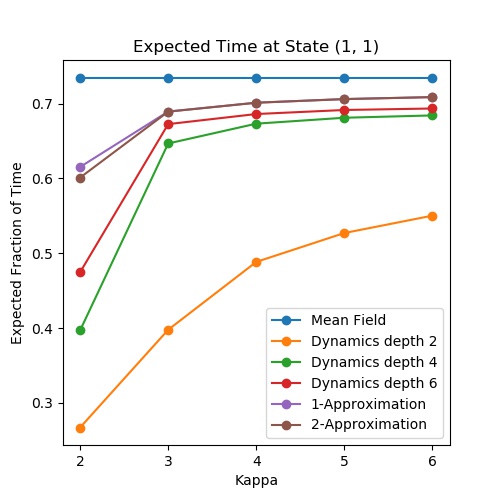 Expected Time at State (1, 1)
Expected Fraction of Time
0.7
0.6
0.5
0.4
0.3
2
3
4
5
6
Kappa
Mean Field
Dynamics depth 2
Dynamics depth 4
Dynamics depth 6
1-Approximation
2-Approximation